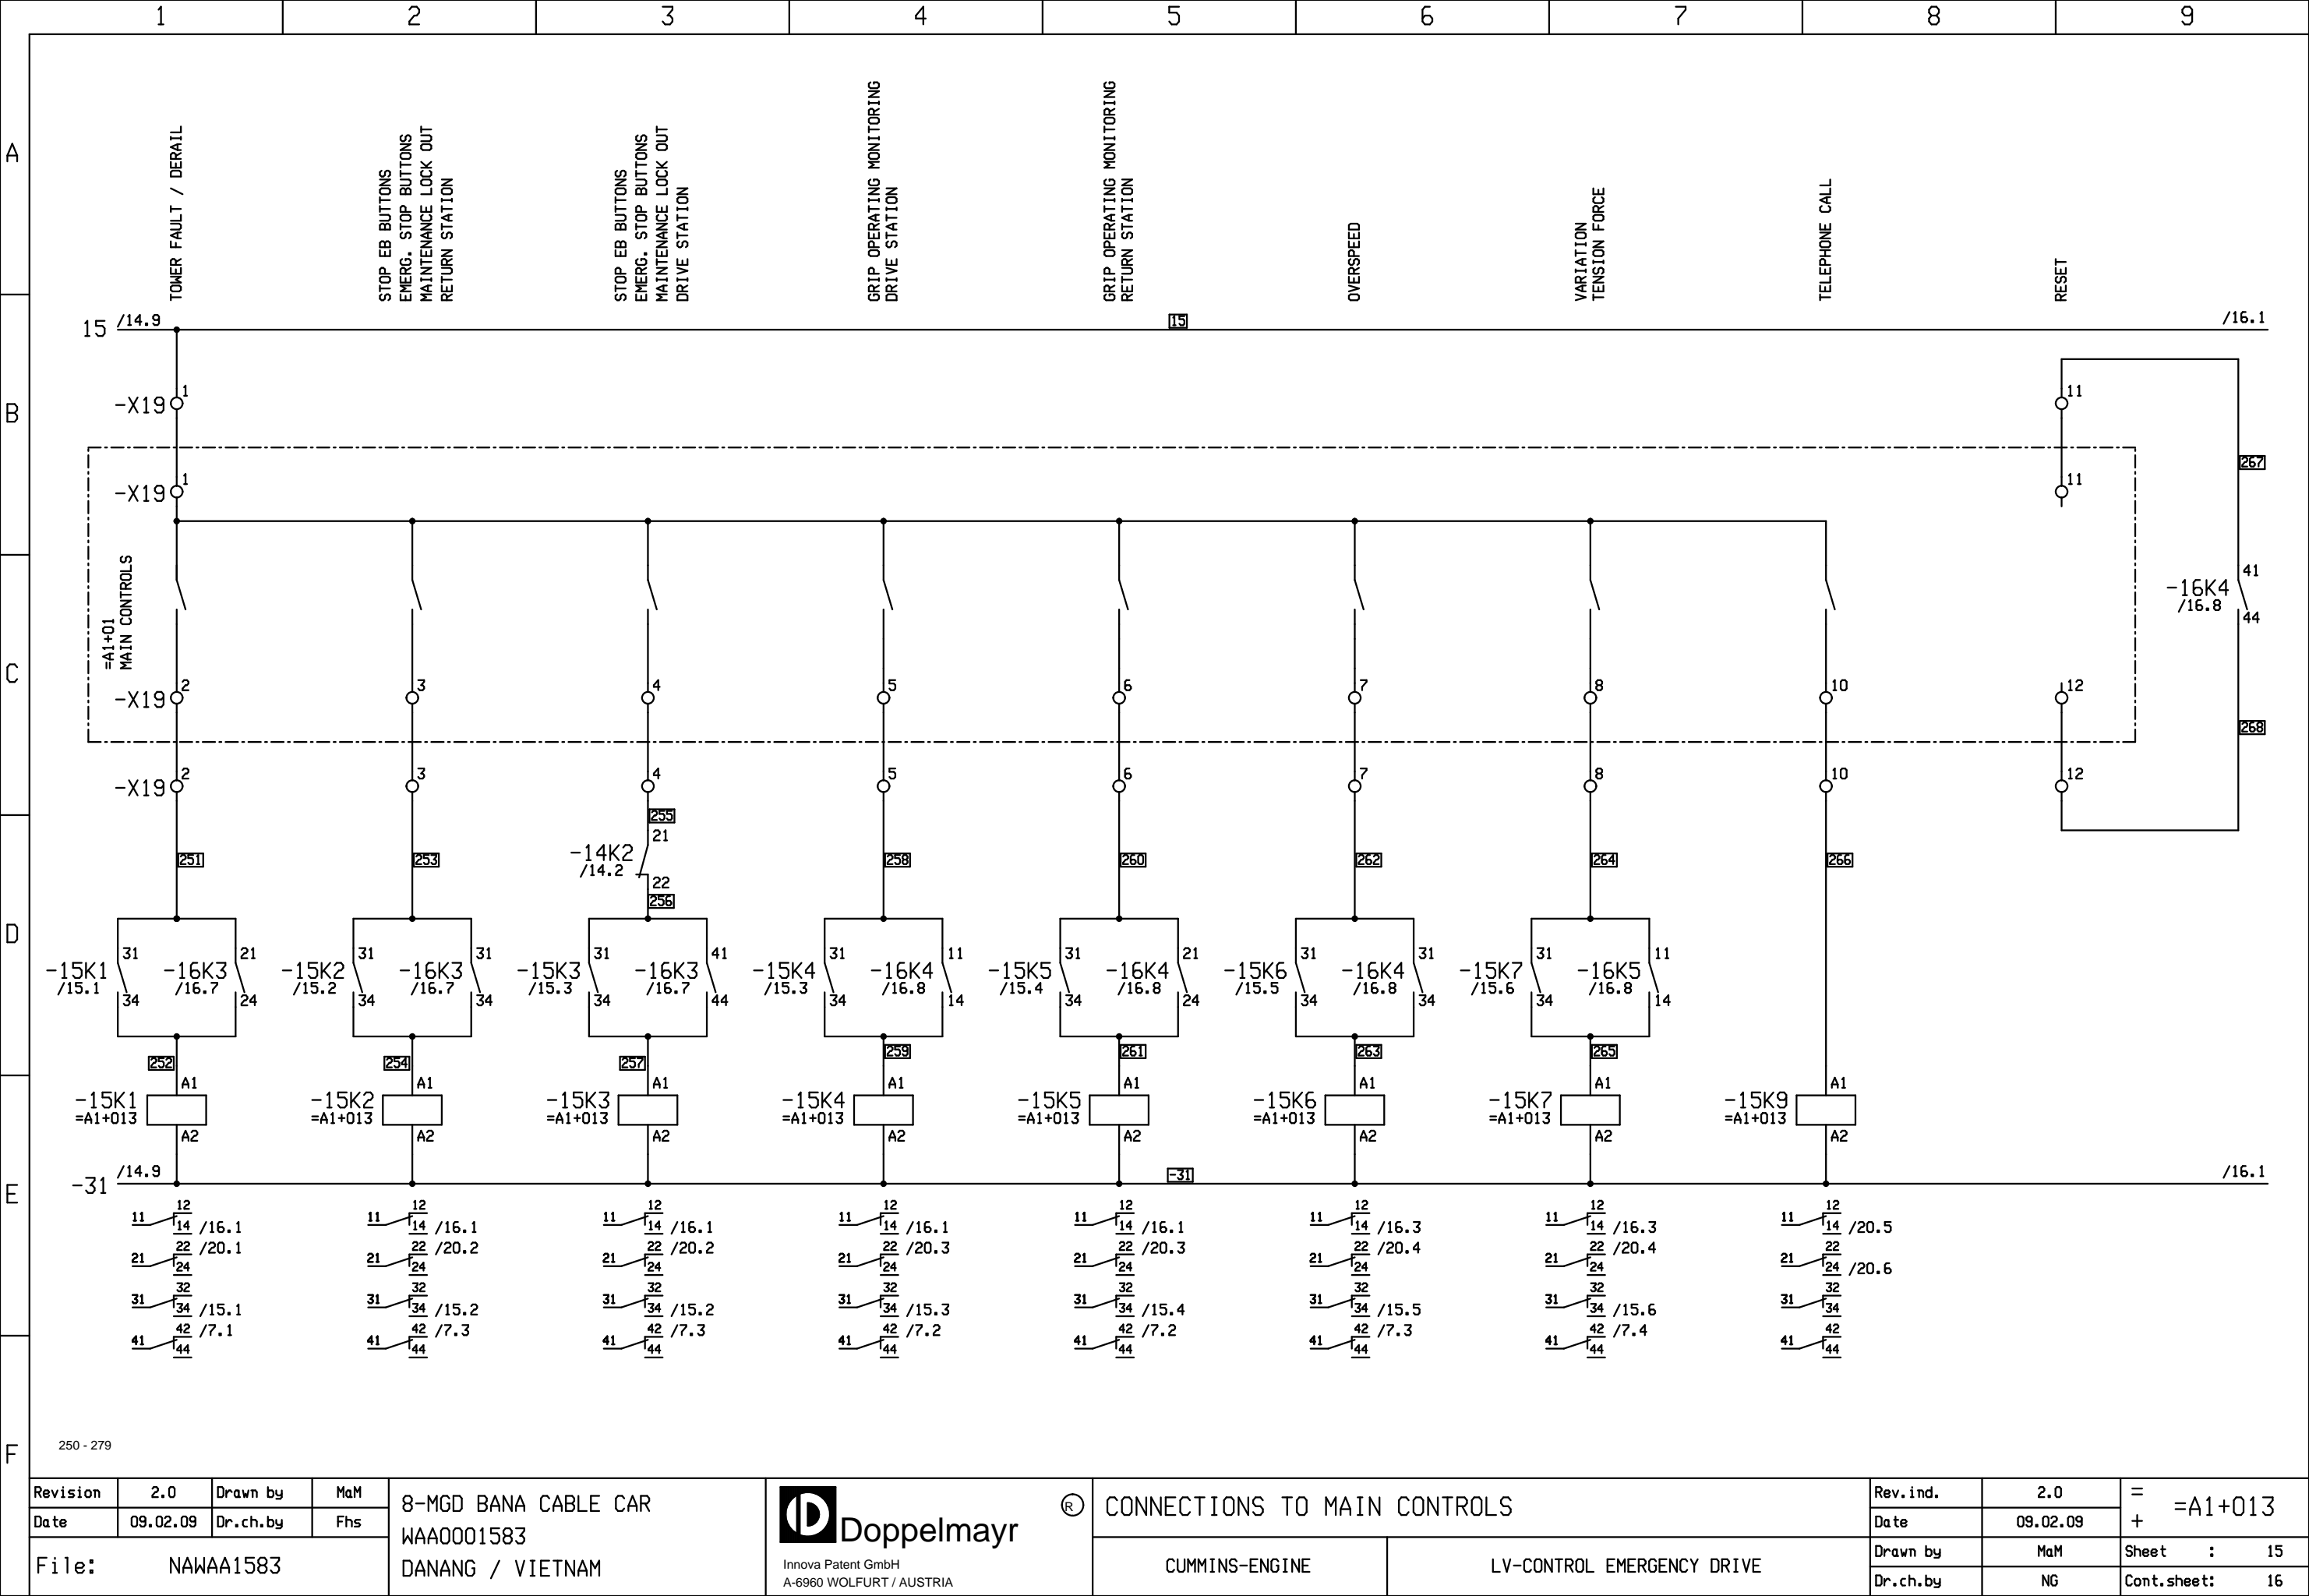 1 2 3 4 5 6 7 8 9
A
B
C
D
E
F
TOWER FAULT / DERAIL
STOP EB BUTTONS
EMERG. STOP BUTTONS
MAINTENANCE LOCK OUT
RETURN STATION
STOP EB BUTTONS
EMERG. STOP BUTTONS
MAINTENANCE LOCK OUT
DRIVE STATION
GRIP OPERATING MONITORING
DRIVE STATION
GRIP OPERATING MONITORING
RETURN STATION
OVERSPEED
VARIATION
TENSION FORCE
TELEPHONE CALL
RESET
15 /14.9 15 /16.1
-X19 1 11
267
-X19 1 11
=A1+01
MAIN CONTROLS
41
-16K4
/16.8
44
-X19 2 3 4 5 6 7 8 10 12
268
-X19 2 3 4 5 6 7 8 10 12
255
21
-14K2
/14.2
22
256
251 253 258 260 262 264 266
31 21 31 31 31 41 31 11 31 21 31 31 31 11
-15K1 -16K3 -15K2 -16K3 -15K3 -16K3 -15K4 -16K4 -15K5 -16K4 -15K6 -16K4 -15K7 -16K5
/15.1 /16.7 /15.2 /16.7 /15.3 /16.7 /15.3 /16.8 /15.4 /16.8 /15.5 /16.8 /15.6 /16.8
34 24 34 34 34 44 34 14 34 24 34 34 34 14
252 254 257 259 261 263 265
A1 A1 A1 A1 A1 A1 A1 A1
-15K1 -15K2 -15K3 -15K4 -15K5 -15K6 -15K7 -15K9
=A1+013 =A1+013 =A1+013 =A1+013 =A1+013 =A1+013 =A1+013 =A1+013
A2 A2 A2 A2 A2 A2 A2 A2
-31 /14.9 -31 /16.1
12 12 12 12 12 12 12 12
11 14 /16.1 11 14 /16.1 11 14 /16.1 11 14 /16.1 11 14 /16.1 11 14 /16.3 11 14 /16.3 11 14 /20.5
22 /20.1 22 /20.2 22 /20.2 22 /20.3 22 /20.3 22 /20.4 22 /20.4 22
21 24 21 24 21 24 21 24 21 24 21 24 21 24 21 24 /20.6
32 32 32 32 32 32 32 32
31 34 /15.1 31 34 /15.2 31 34 /15.2 31 34 /15.3 31 34 /15.4 31 34 /15.5 31 34 /15.6 31 34
42 /7.1 42 /7.3 42 /7.3 42 /7.2 42 /7.2 42 /7.3 42 /7.4 42
41 44 41 44 41 44 41 44 41 44 41 44 41 44 41 44
250 - 279
Revision 2.0 Drawn by MaM
Date 09.02.09 Dr.ch.by Fhs
File: NAWAA1583
8-MGD BANA CABLE CAR
WAA0001583
DANANG / VIETNAM
Doppelmayr ®
Innova Patent GmbH
A-6960 WOLFURT / AUSTRIA
CONNECTIONS TO MAIN CONTROLS
CUMMINS-ENGINE LV-CONTROL EMERGENCY DRIVE
Rev.ind. 2.0
Date 09.02.09
Drawn by MaM
Dr.ch.by NG
=
+ =A1+013
Sheet : 15
Cont.sheet: 16